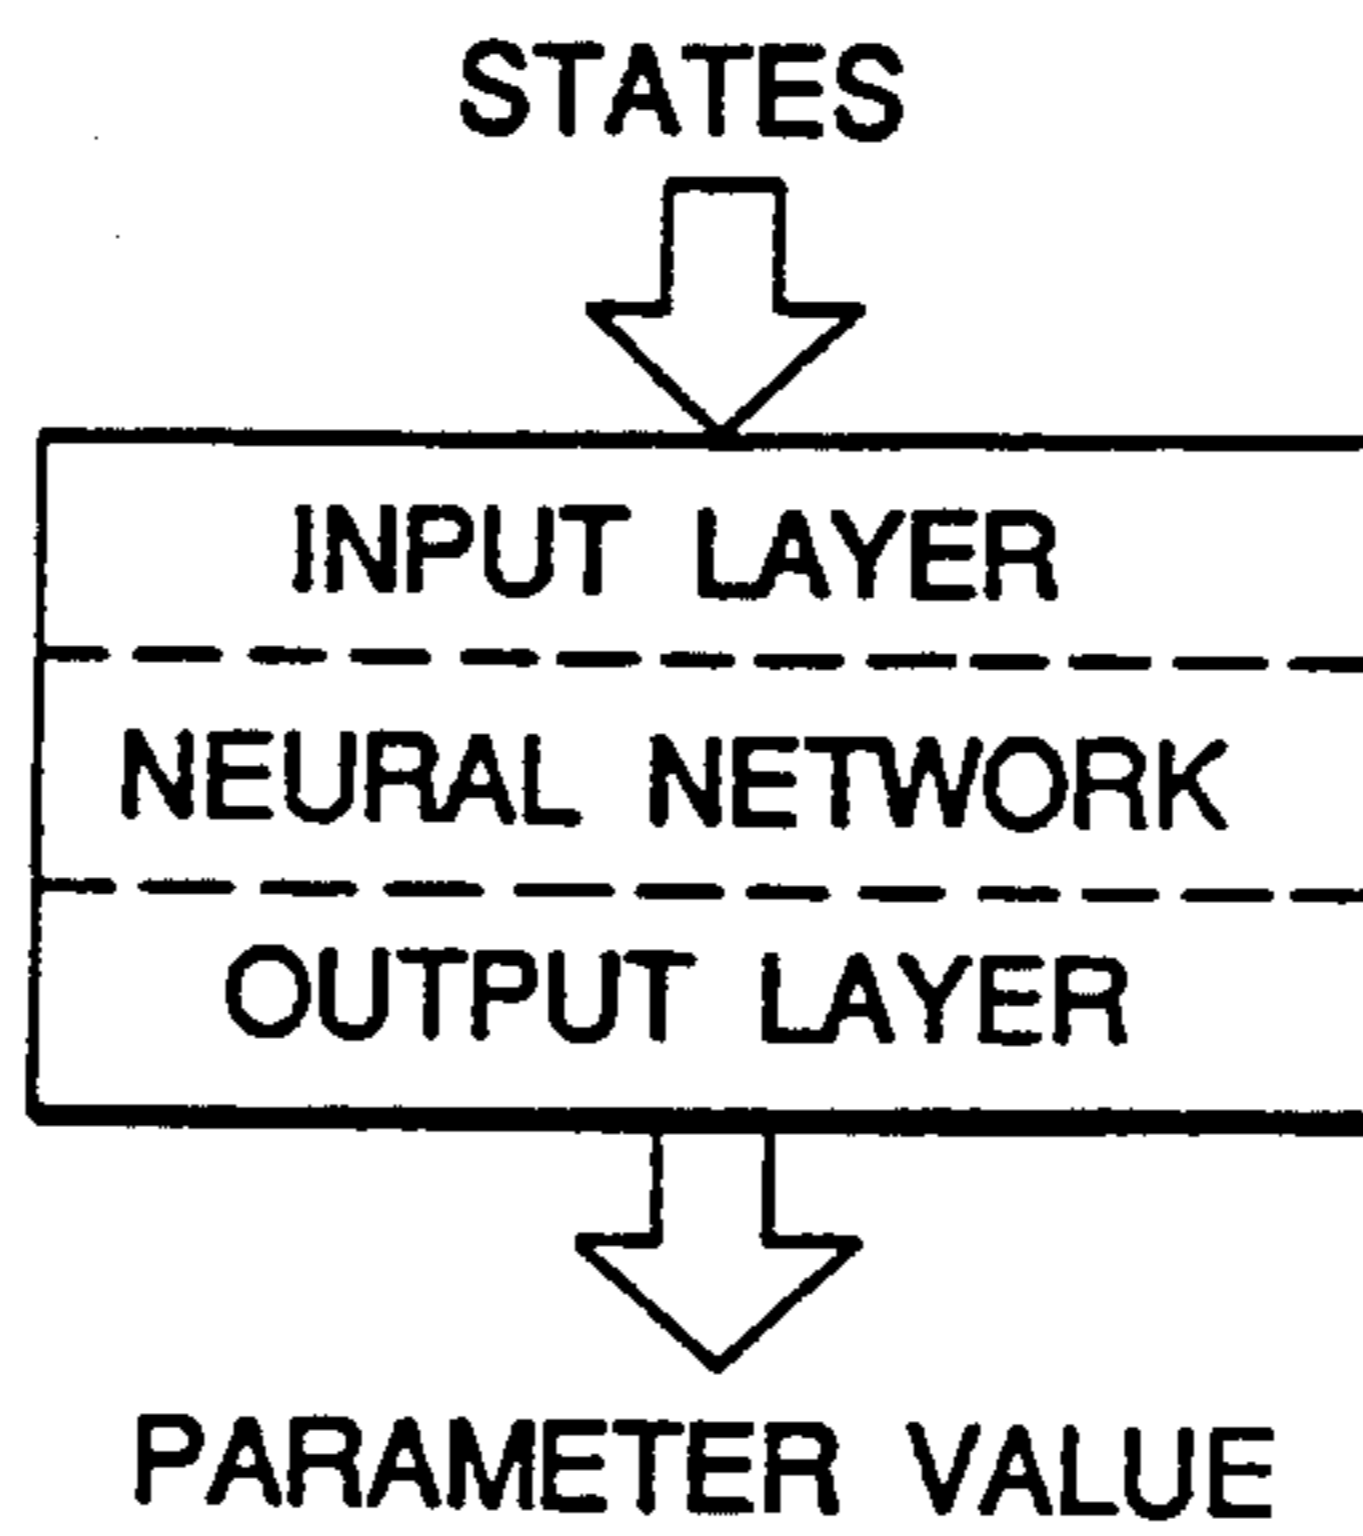 STATES
INPUT LAYER
NEURAL NETWORK
OUTPUT LAYER
PARAMETER VALUE